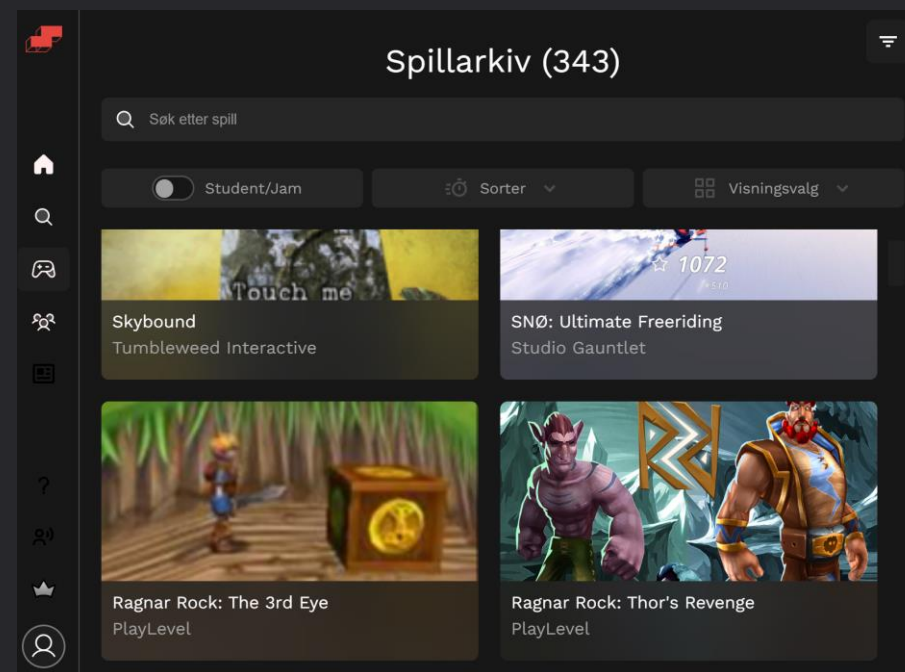 Spillarkiv (343)
Søk etter spill
Student/Jam
Sorter
Visningsvalg
Touch me
1072
+510
Skybound
Tumbleweed Interactive
SNØ: Ultimate Freeriding
Studio Gauntlet
Ragnar Rock: The 3rd Eye
PlayLevel
Ragnar Rock: Thor's Revenge
PlayLevel